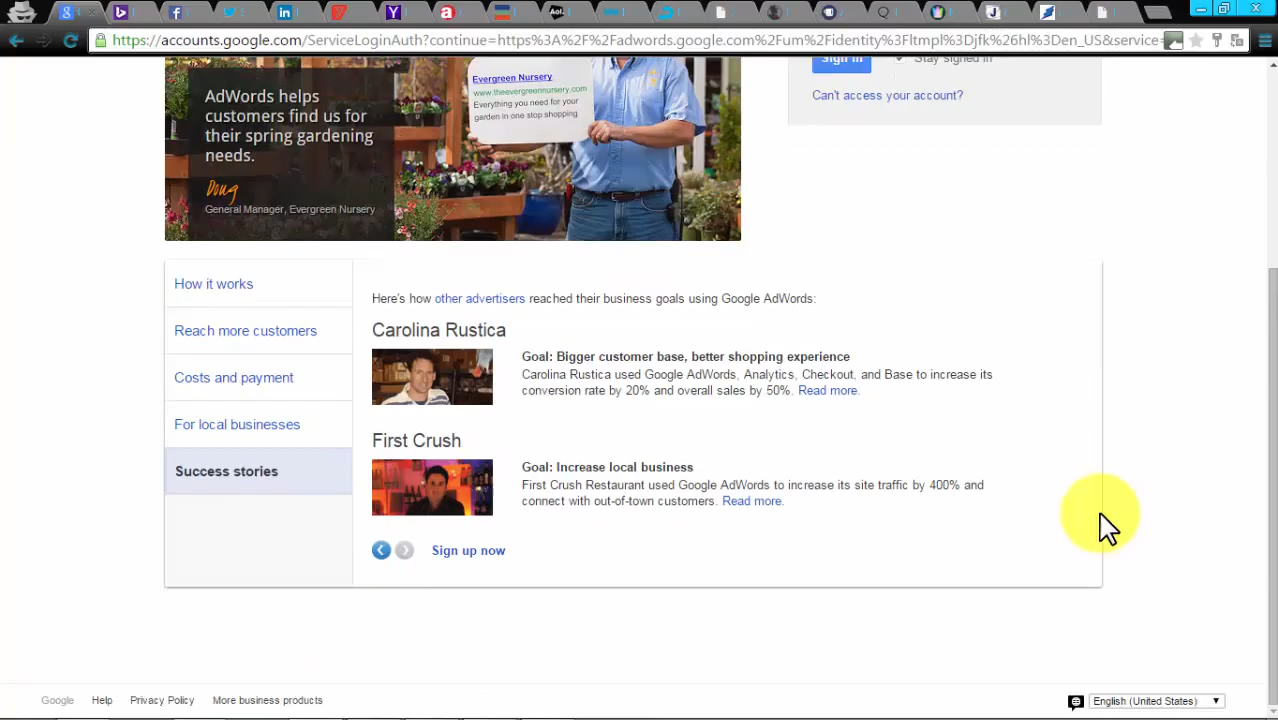 https://accounts.google.com/ServiceLoginAuth?continue=https%3A%2F%2Fadwords.google.com%2Fum%2Fidentity%3Fltmpl%3Djfk%26hl%3Den_US&service=
Sign in
Stay signed in
Can't access your account?
Evergreen Nursery
www.theevergreennursery.com
Everything you need for your
garden in one stop shopping
AdWords helps
customers find us for
their spring gardening
needs.
Doug
General Manager, Evergreen Nursery
How it works
Reach more customers
Costs and payment
For local businesses
Success stories
Here's how other advertisers reached their business goals using Google AdWords:
Carolina Rustica
Goal: Bigger customer base, better shopping experience
Carolina Rustica used Google AdWords, Analytics, Checkout, and Base to increase its
conversion rate by 20% and overall sales by 50%. Read more.
First Crush
Goal: Increase local business
First Crush Restaurant used Google AdWords to increase its site traffic by 400% and
connect with out-of-town customers. Read more.
Sign up now
Google Help Privacy Policy More business products
English (United States)